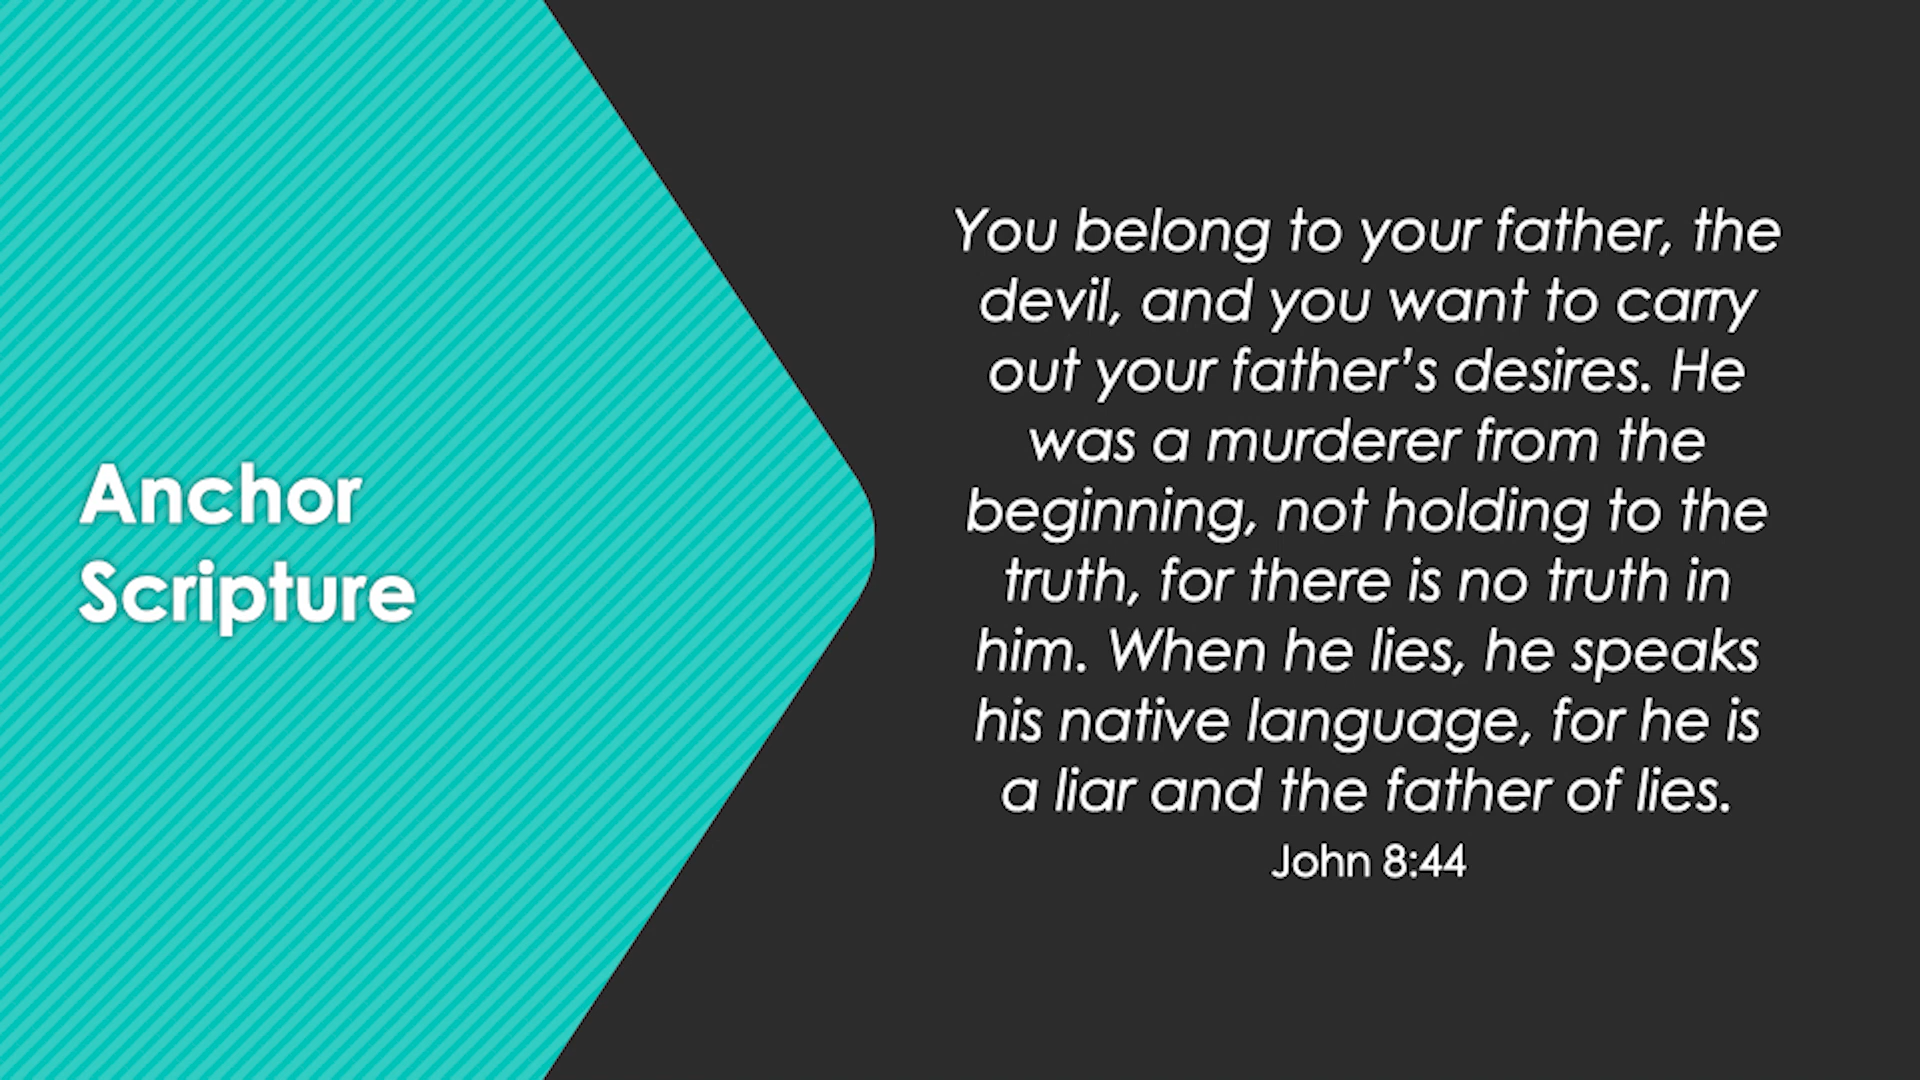 Anchor
Scripture
You belong to your father, the
devil, and you want to carry
out your father’s desires. He
was a murderer from the
beginning, not holding to the
truth, for there is no truth in
him. When he lies, he speaks
his native language, for he is
a liar and the father of lies.
John 8:44